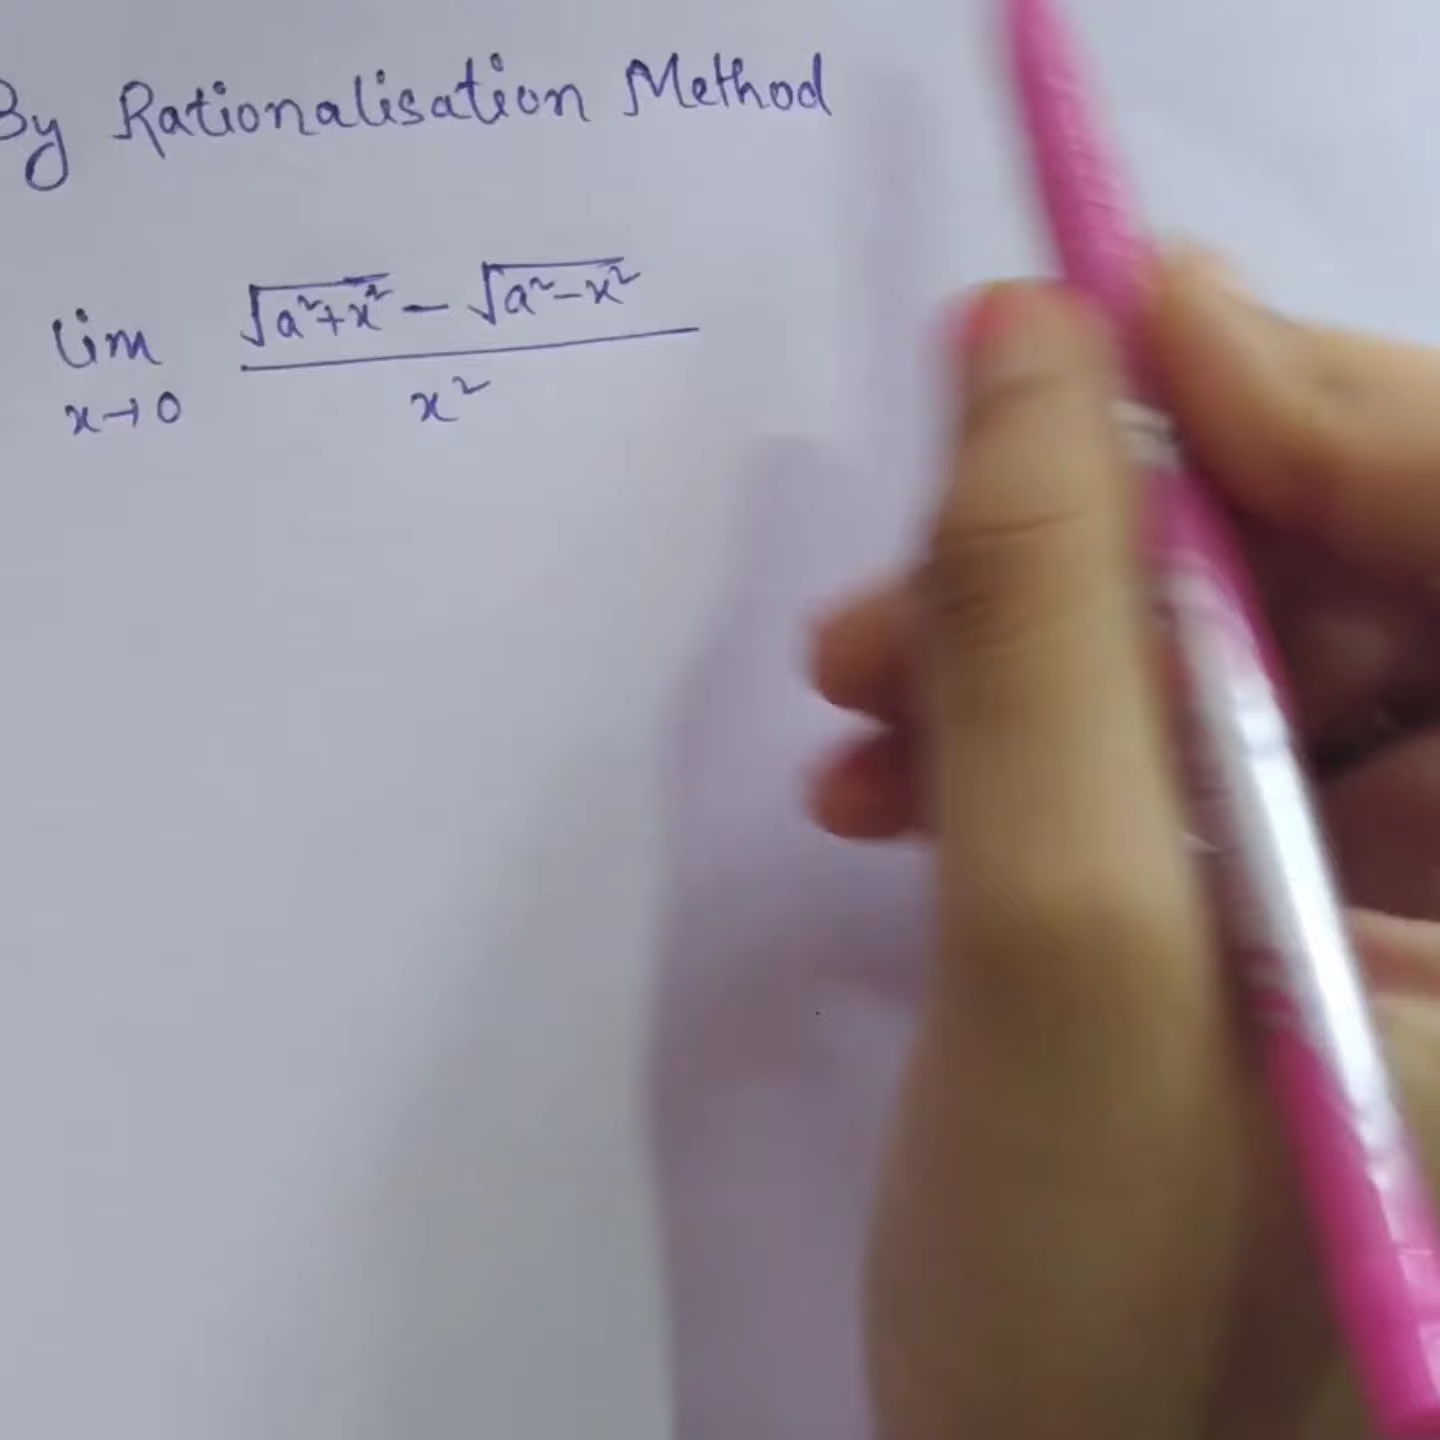 By Rationalisation Method
lim x→0 √(a²+x²) − √(a²−x²) / x²